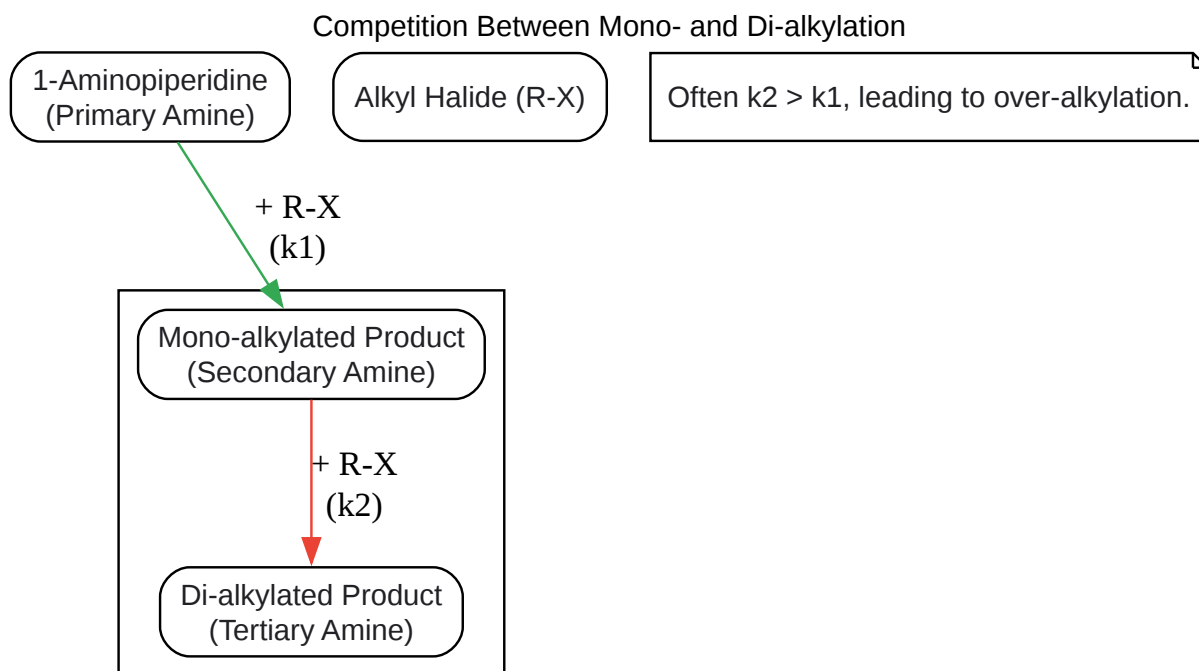 Competition Between Mono- and Di-alkylation
1-Aminopiperidine
(Primary Amine)
Alkyl Halide (R-X)
Often k2 > k1, leading to over-alkylation.
+ R-X
(k1)
Mono-alkylated Product
(Secondary Amine)
+ R-X
(k2)
Di-alkylated Product
(Tertiary Amine)